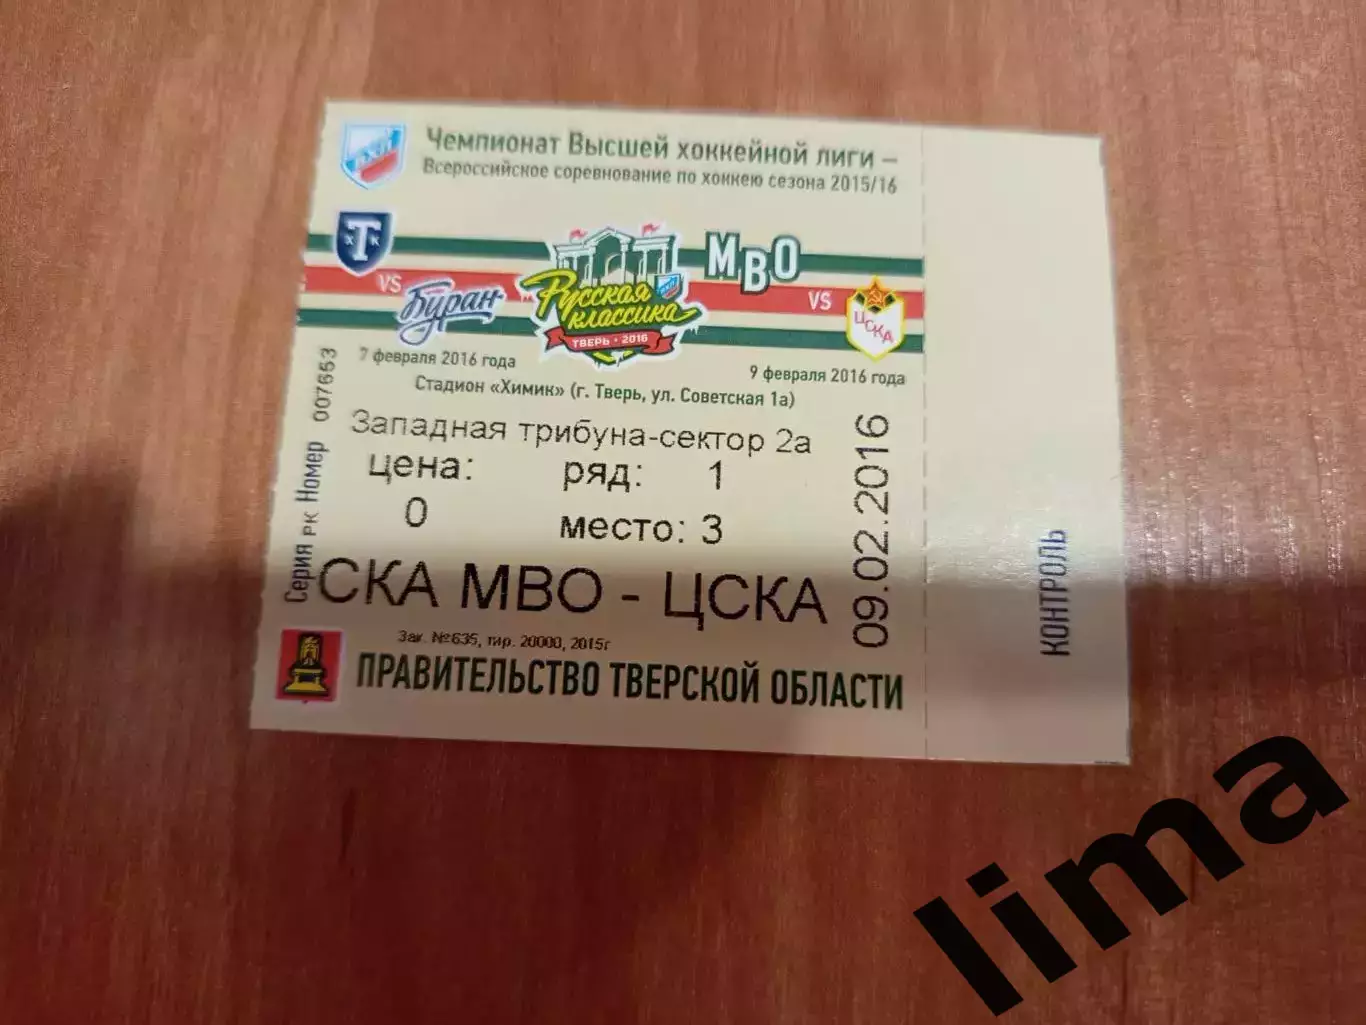 Чемпионат Высшей хоккейной лиги –
Всероссийское соревнование по хоккею сезона 2015/16
Т
ХК
VS
Буран
Русская
классика
ТВЕРЬ • 2016
МВО
VS
ЦСКА
7 февраля 2016 года
9 февраля 2016 года
Стадион «Химик» (г. Тверь, ул. Советская 1а)
Западная трибуна-сектор 2а
цена:
ряд: 1
0
место: 3
СКА МВО - ЦСКА
09.02.2016
Серия РК Номер 007653
Зак. №635, тир. 20000, 2015г
ПРАВИТЕЛЬСТВО ТВЕРСКОЙ ОБЛАСТИ
КОНТРОЛЬ
lima